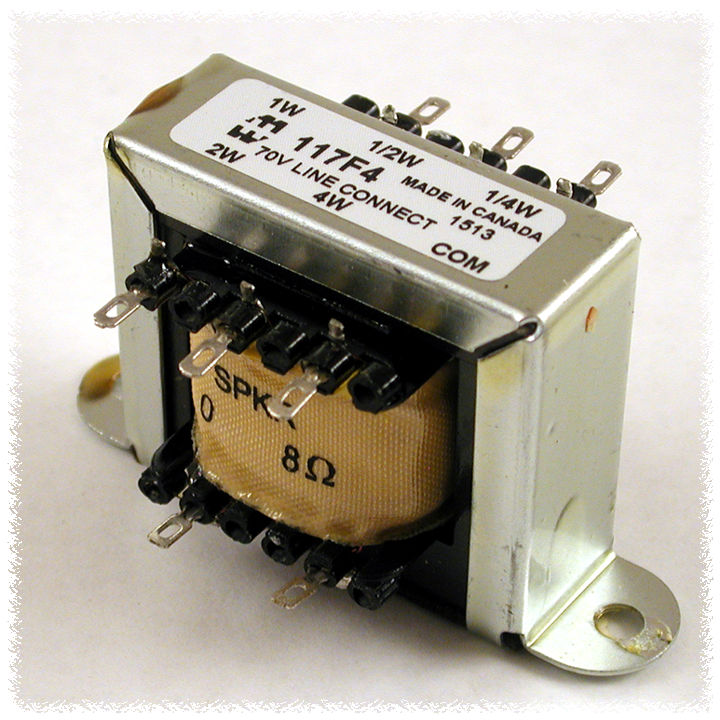 1W 1/2W 1/4W
117F4 MADE IN CANADA
2W 70V LINE CONNECT 1513
4W COM
SPKR
0 8Ω